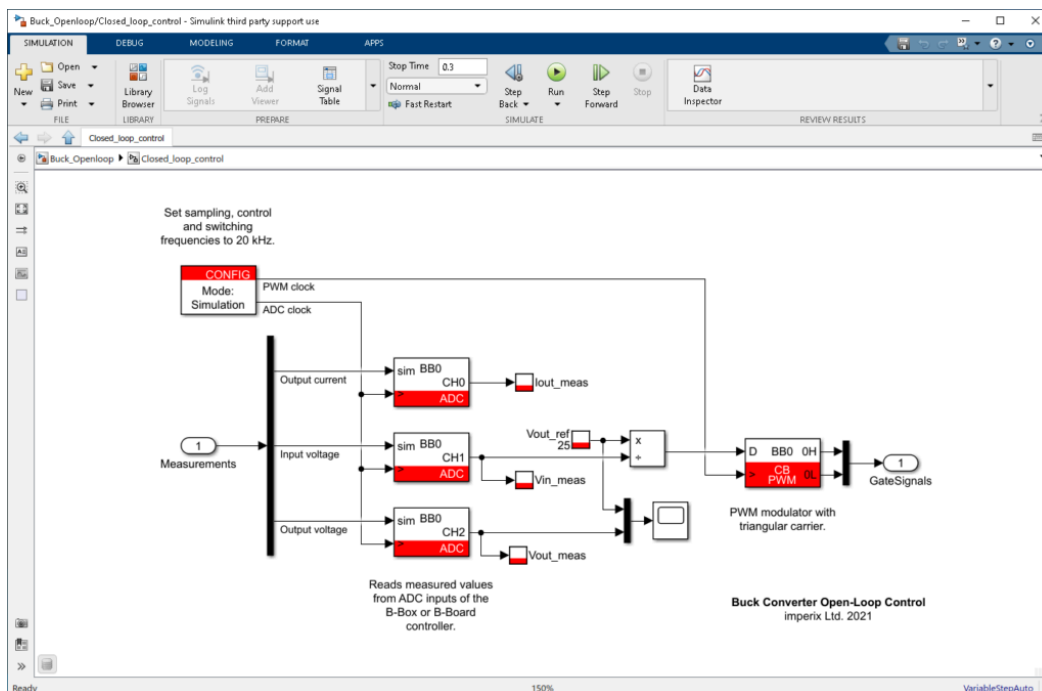 Buck_Openloop/Closed_loop_control - Simulink third party support use
SIMULATION
DEBUG
MODELING
FORMAT
APPS
New
Open
Save
Print
FILE
Library
Browser
LIBRARY
Log
Signals
Add
Viewer
Signal
Table
PREPARE
Stop Time 0.3
Normal
Fast Restart
Step
Back
Run
Step
Forward
Stop
SIMULATE
Data
Inspector
REVIEW RESULTS
Closed_loop_control
Buck_Openloop
Closed_loop_control
Set sampling, control
and switching
frequencies to 20 kHz.
CONFIG
Mode:
Simulation
PWM clock
ADC clock
Output current
sim BB0
CH0
> ADC
Iout_meas
1
Measurements
Input voltage
sim BB0
CH1
> ADC
Vin_meas
Vout_ref
25
x
÷
D BB0 0H
> CB 0L
PWM
1
GateSignals
PWM modulator with
triangular carrier.
Output voltage
sim BB0
CH2
> ADC
Vout_meas
Reads measured values
from ADC inputs of the
B-Box or B-Board
controller.
Buck Converter Open-Loop Control
imperix Ltd. 2021
Ready
150%
VariableStepAuto